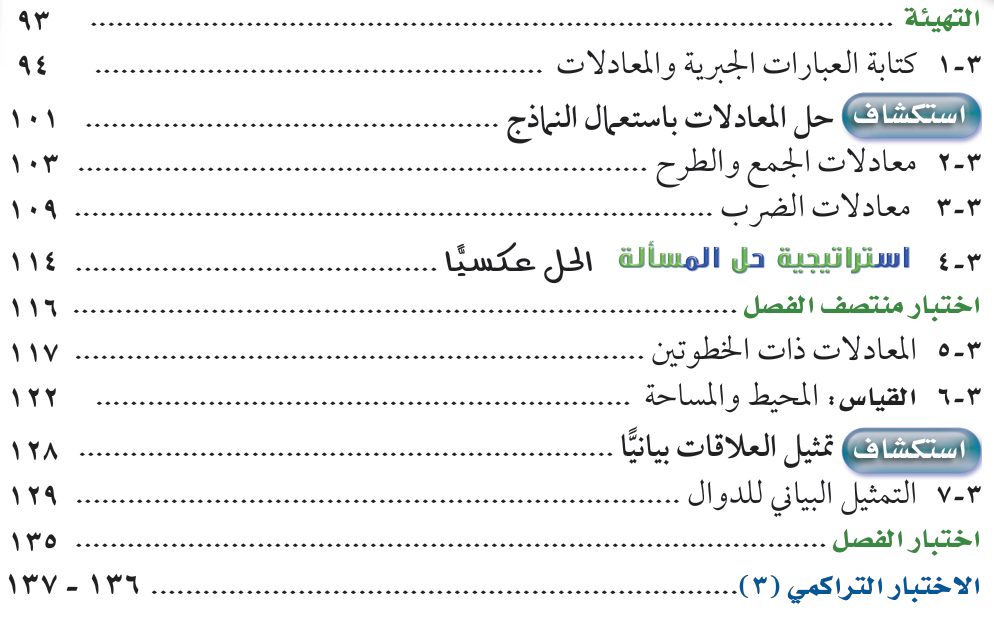 التهيئة .................................................. ٩٣
٣-١ كتابة العبارات الجبرية والمعادلات .................................................. ٩٤
استكشاف حل المعادلات باستعمال النماذج .................................................. ١٠١
٣-٢ معادلات الجمع والطرح .................................................. ١٠٣
٣-٣ معادلات الضرب .................................................. ١٠٩
٣-٤ استراتيجية حل المسألة الحل عكسيًّا .................................................. ١١٤
اختبار منتصف الفصل .................................................. ١١٦
٣-٥ المعادلات ذات الخطوتين .................................................. ١١٧
٣-٦ القياس: المحيط والمساحة .................................................. ١٢٢
استكشاف تمثيل العلاقات بيانيًّا .................................................. ١٢٨
٣-٧ التمثيل البياني للدوال .................................................. ١٢٩
اختبار الفصل .................................................. ١٣٥
الاختبار التراكمي (٣) .................................................. ١٣٦ - ١٣٧